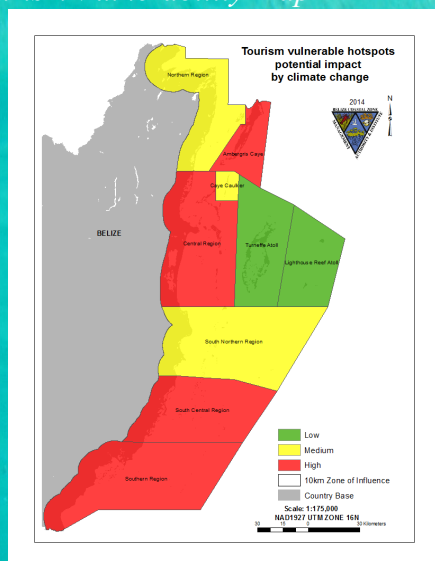 Tourism vulnerable hotspots
potential impact
by climate change
2014
N
Northern Region
Ambergris Caye
Caye Caulker
BELIZE
Central Region
Turneffe Atoll
Lighthouse Reef Atoll
South Northern Region
South Central Region
Southern Region
Low
Medium
High
10km Zone of Influence
Country Base
Scale: 1:175,000
NAD1927 UTM ZONE 16N
30 15 0 30 Kilometers